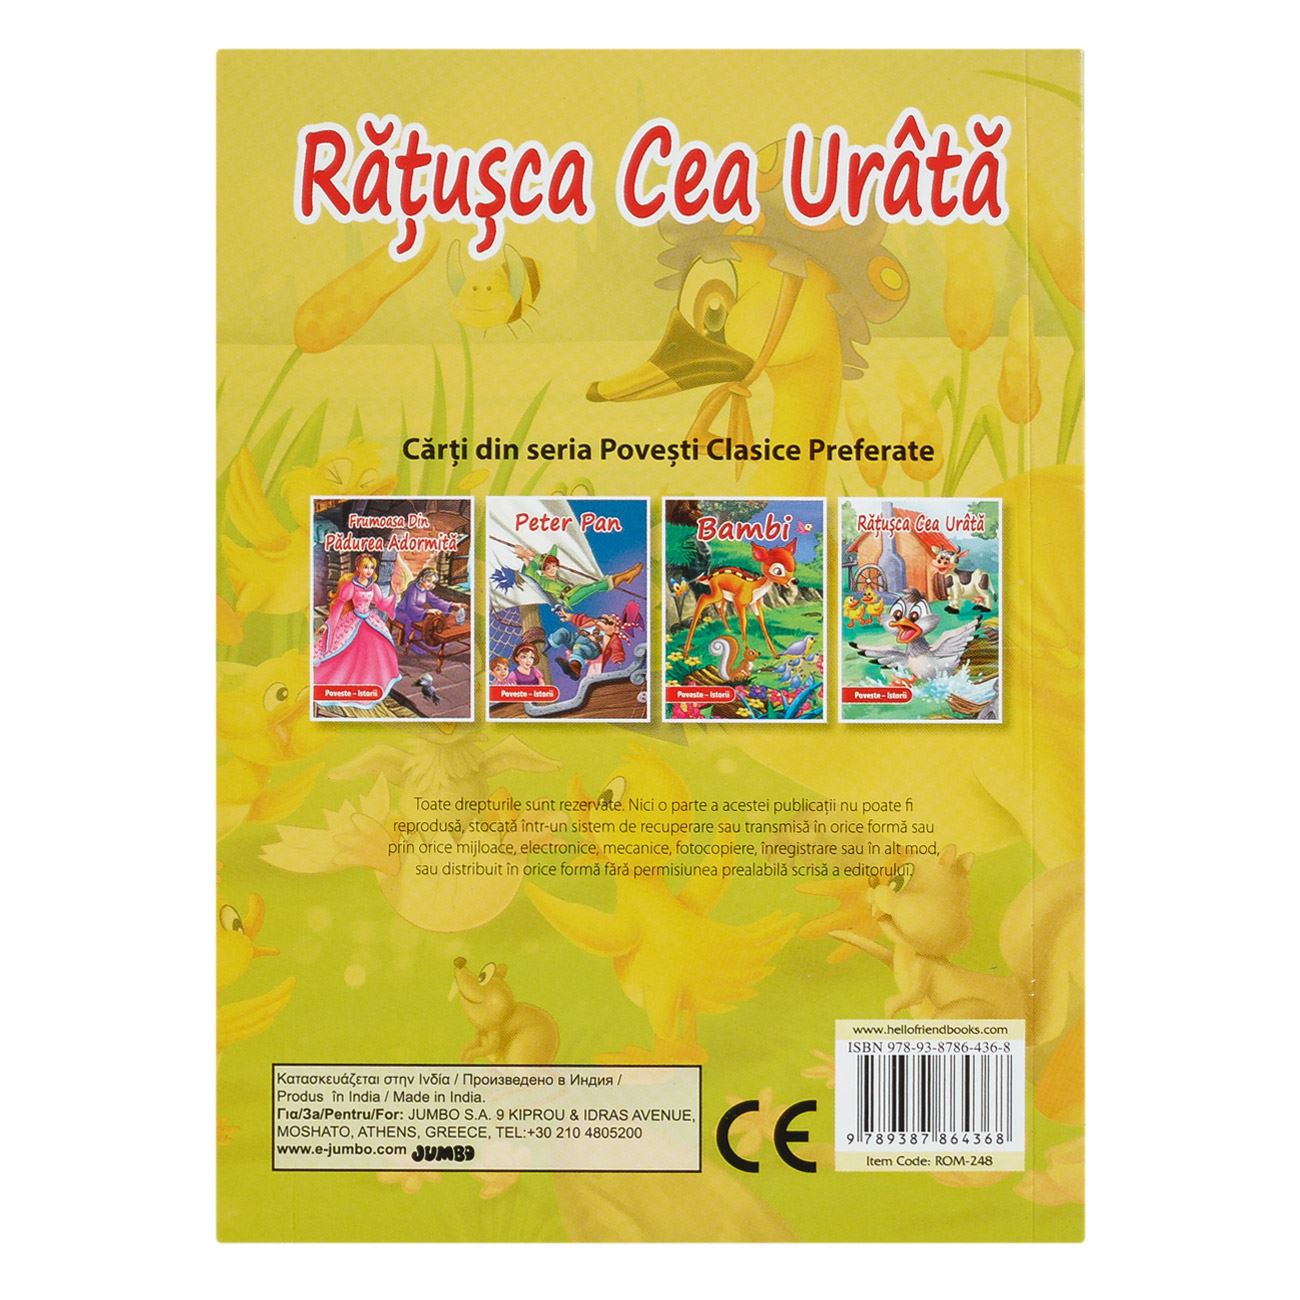 Rățușca Cea Urâtă
Cărți din seria Povești Clasice Preferate
Frumoasa Din
Pădurea Adormită
Poveste – Istorii
Peter Pan
Poveste – Istorii
Bambi
Poveste – Istorii
Rățușca Cea Urâtă
Poveste – Istorii
Toate drepturile sunt rezervate. Nici o parte a acestei publicații nu poate fi
reprodusă, stocată într-un sistem de recuperare sau transmisă în orice formă sau
prin orice mijloace, electronice, mecanice, fotocopiere, înregistrare sau în alt mod,
sau distribuit în orice formă fără permisiunea prealabilă scrisă a editorului.
Κατασκευάζεται στην Ινδία / Произведено в Индия /
Produs în India / Made in India.
Για/За/Pentru/For: JUMBO S.A. 9 KIPROU & IDRAS AVENUE,
MOSHATO, ATHENS, GREECE, TEL:+30 210 4805200
www.e-jumbo.com JUMBO
CE
www.hellofriendbooks.com
ISBN 978-93-8786-436-8
9 789387 864368
Item Code: ROM-248